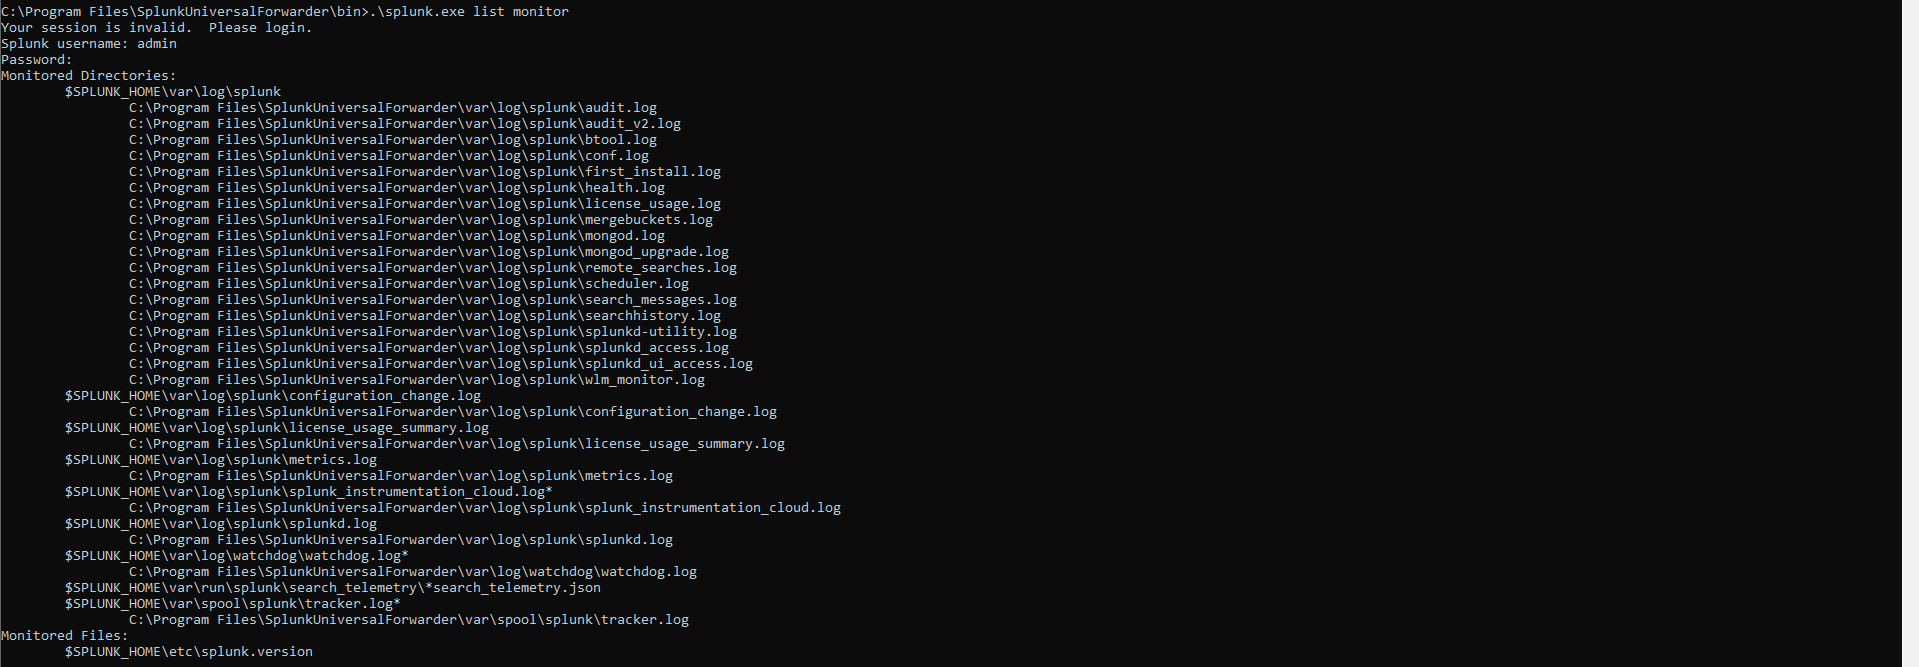 C:\Program Files\SplunkUniversalForwarder\bin>.\splunk.exe list monitor
Your session is invalid.  Please login.
Splunk username: admin
Password:
Monitored Directories:
        $SPLUNK_HOME\var\log\splunk
                C:\Program Files\SplunkUniversalForwarder\var\log\splunk\audit.log
                C:\Program Files\SplunkUniversalForwarder\var\log\splunk\audit_v2.log
                C:\Program Files\SplunkUniversalForwarder\var\log\splunk\btool.log
                C:\Program Files\SplunkUniversalForwarder\var\log\splunk\conf.log
                C:\Program Files\SplunkUniversalForwarder\var\log\splunk\first_install.log
                C:\Program Files\SplunkUniversalForwarder\var\log\splunk\health.log
                C:\Program Files\SplunkUniversalForwarder\var\log\splunk\license_usage.log
                C:\Program Files\SplunkUniversalForwarder\var\log\splunk\mergebuckets.log
                C:\Program Files\SplunkUniversalForwarder\var\log\splunk\mongod.log
                C:\Program Files\SplunkUniversalForwarder\var\log\splunk\mongod_upgrade.log
                C:\Program Files\SplunkUniversalForwarder\var\log\splunk\remote_searches.log
                C:\Program Files\SplunkUniversalForwarder\var\log\splunk\scheduler.log
                C:\Program Files\SplunkUniversalForwarder\var\log\splunk\search_messages.log
                C:\Program Files\SplunkUniversalForwarder\var\log\splunk\searchhistory.log
                C:\Program Files\SplunkUniversalForwarder\var\log\splunk\splunkd-utility.log
                C:\Program Files\SplunkUniversalForwarder\var\log\splunk\splunkd_access.log
                C:\Program Files\SplunkUniversalForwarder\var\log\splunk\splunkd_ui_access.log
                C:\Program Files\SplunkUniversalForwarder\var\log\splunk\wlm_monitor.log
        $SPLUNK_HOME\var\log\splunk\configuration_change.log
                C:\Program Files\SplunkUniversalForwarder\var\log\splunk\configuration_change.log
        $SPLUNK_HOME\var\log\splunk\license_usage_summary.log
                C:\Program Files\SplunkUniversalForwarder\var\log\splunk\license_usage_summary.log
        $SPLUNK_HOME\var\log\splunk\metrics.log
                C:\Program Files\SplunkUniversalForwarder\var\log\splunk\metrics.log
        $SPLUNK_HOME\var\log\splunk\splunk_instrumentation_cloud.log*
                C:\Program Files\SplunkUniversalForwarder\var\log\splunk\splunk_instrumentation_cloud.log
        $SPLUNK_HOME\var\log\splunk\splunkd.log
                C:\Program Files\SplunkUniversalForwarder\var\log\splunk\splunkd.log
        $SPLUNK_HOME\var\log\watchdog\watchdog.log*
                C:\Program Files\SplunkUniversalForwarder\var\log\watchdog\watchdog.log
        $SPLUNK_HOME\var\run\splunk\search_telemetry\*search_telemetry.json
        $SPLUNK_HOME\var\spool\splunk\tracker.log*
                C:\Program Files\SplunkUniversalForwarder\var\spool\splunk\tracker.log
Monitored Files:
        $SPLUNK_HOME\etc\splunk.version